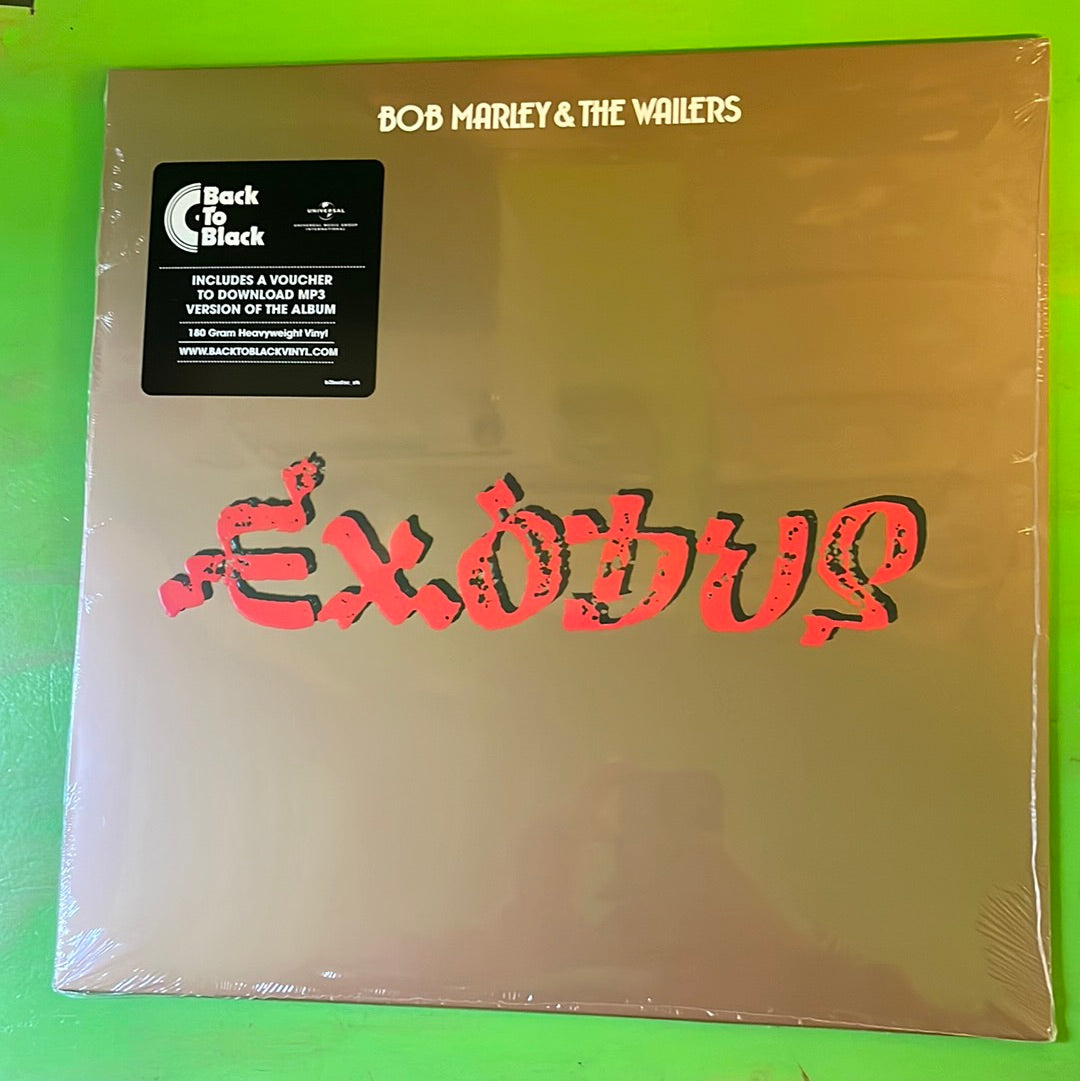 BOB MARLEY & THE WAILERS
Back
To
Black
UNIVERSAL
UNIVERSAL MUSIC GROUP
INTERNATIONAL
INCLUDES A VOUCHER
TO DOWNLOAD MP3
VERSION OF THE ALBUM
180 Gram Heavyweight Vinyl
WWW.BACKTOBLACKVINYL.COM
EXODUS